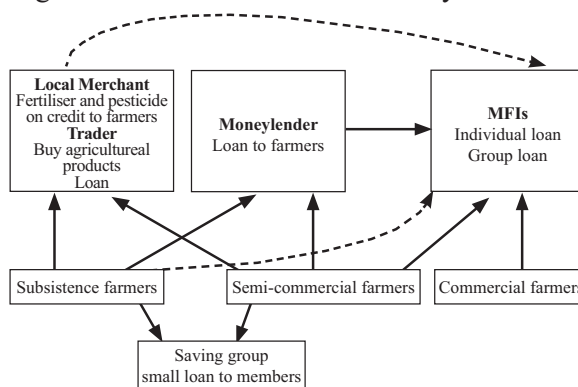 Local Merchant
Fertiliser and pesticide
on credit to farmers
Trader
Buy agricultureal
products
Loan
Moneylender
Loan to farmers
MFIs
Individual loan
Group loan
Subsistence farmers
Semi-commercial farmers
Commercial farmers
Saving group
small loan to members